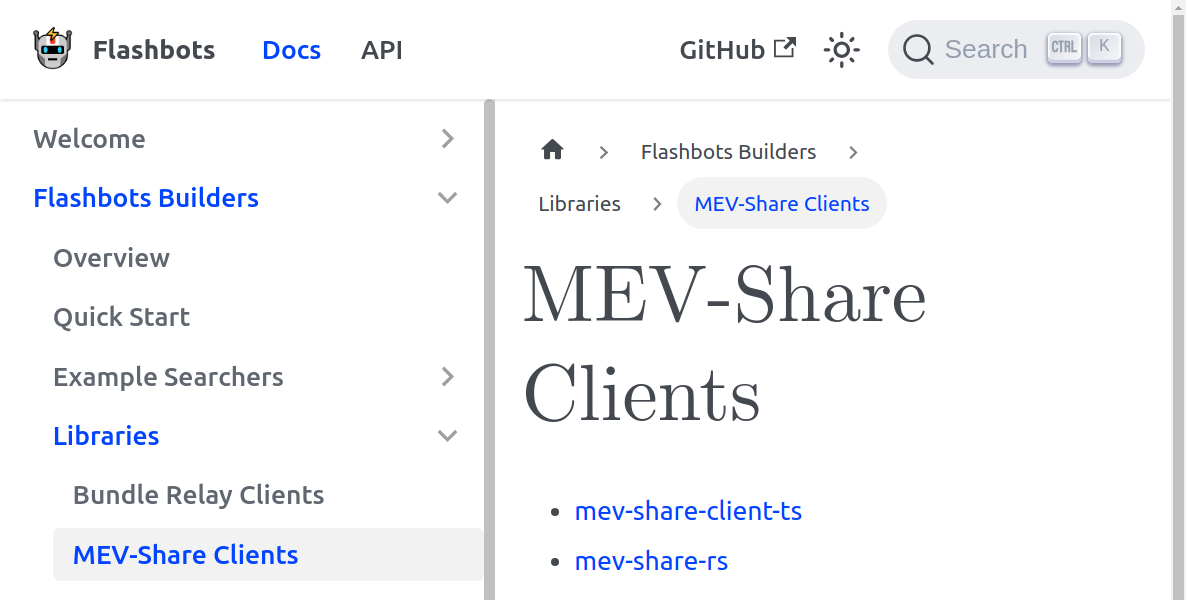 Flashbots Docs API GitHub Search CTRL K
Welcome
Flashbots Builders
Overview
Quick Start
Example Searchers
Libraries
Bundle Relay Clients
MEV-Share Clients
Flashbots Builders
Libraries MEV-Share Clients
MEV-Share
Clients
mev-share-client-ts
mev-share-rs